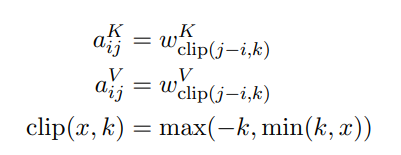 a^K_{ij} = w^K_{clip(j−i,k)}
a^V_{ij} = w^V_{clip(j−i,k)}
clip(x, k) = max(−k, min(k, x))